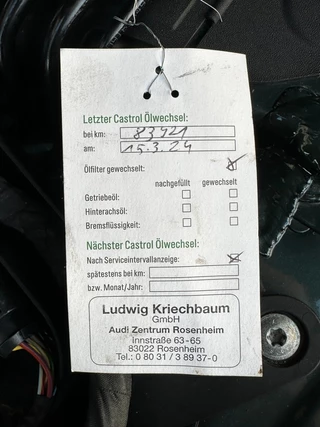 Letzter Castrol Ölwechsel:
bei km: 83421
am: 15.3.24
Ölfilter gewechselt:
nachgefüllt gewechselt
Getriebeöl:
Hinterachsöl:
Bremsflüssigkeit:
Nächster Castrol Ölwechsel:
Nach Serviceintervallanzeige:
spätestens bei km:
bzw. Monat/Jahr:
Ludwig Kriechbaum
GmbH
Audi Zentrum Rosenheim
Innstraße 63-65
83022 Rosenheim
Tel.: 0 80 31 / 3 89 37-0